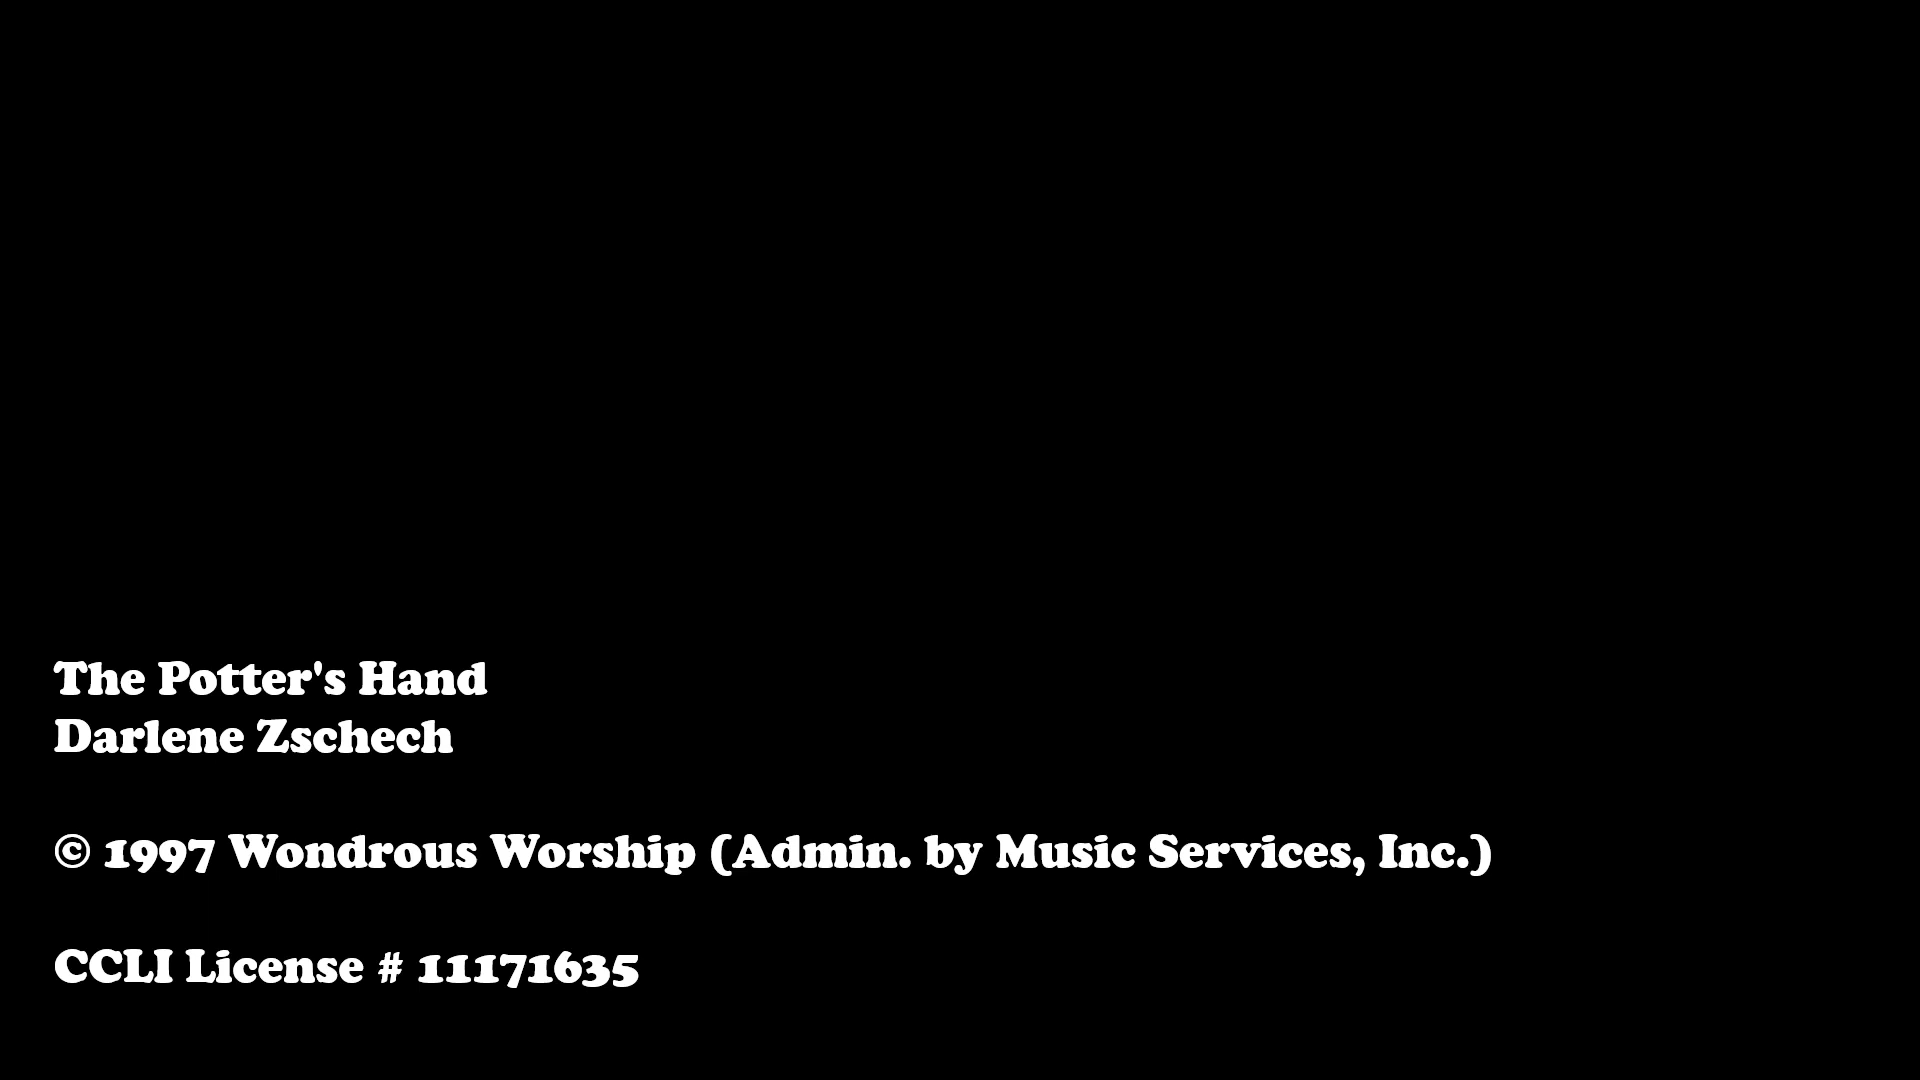 The Potter's Hand
Darlene Zschech
© 1997 Wondrous Worship (Admin. by Music Services, Inc.)
CCLI License # 11171635